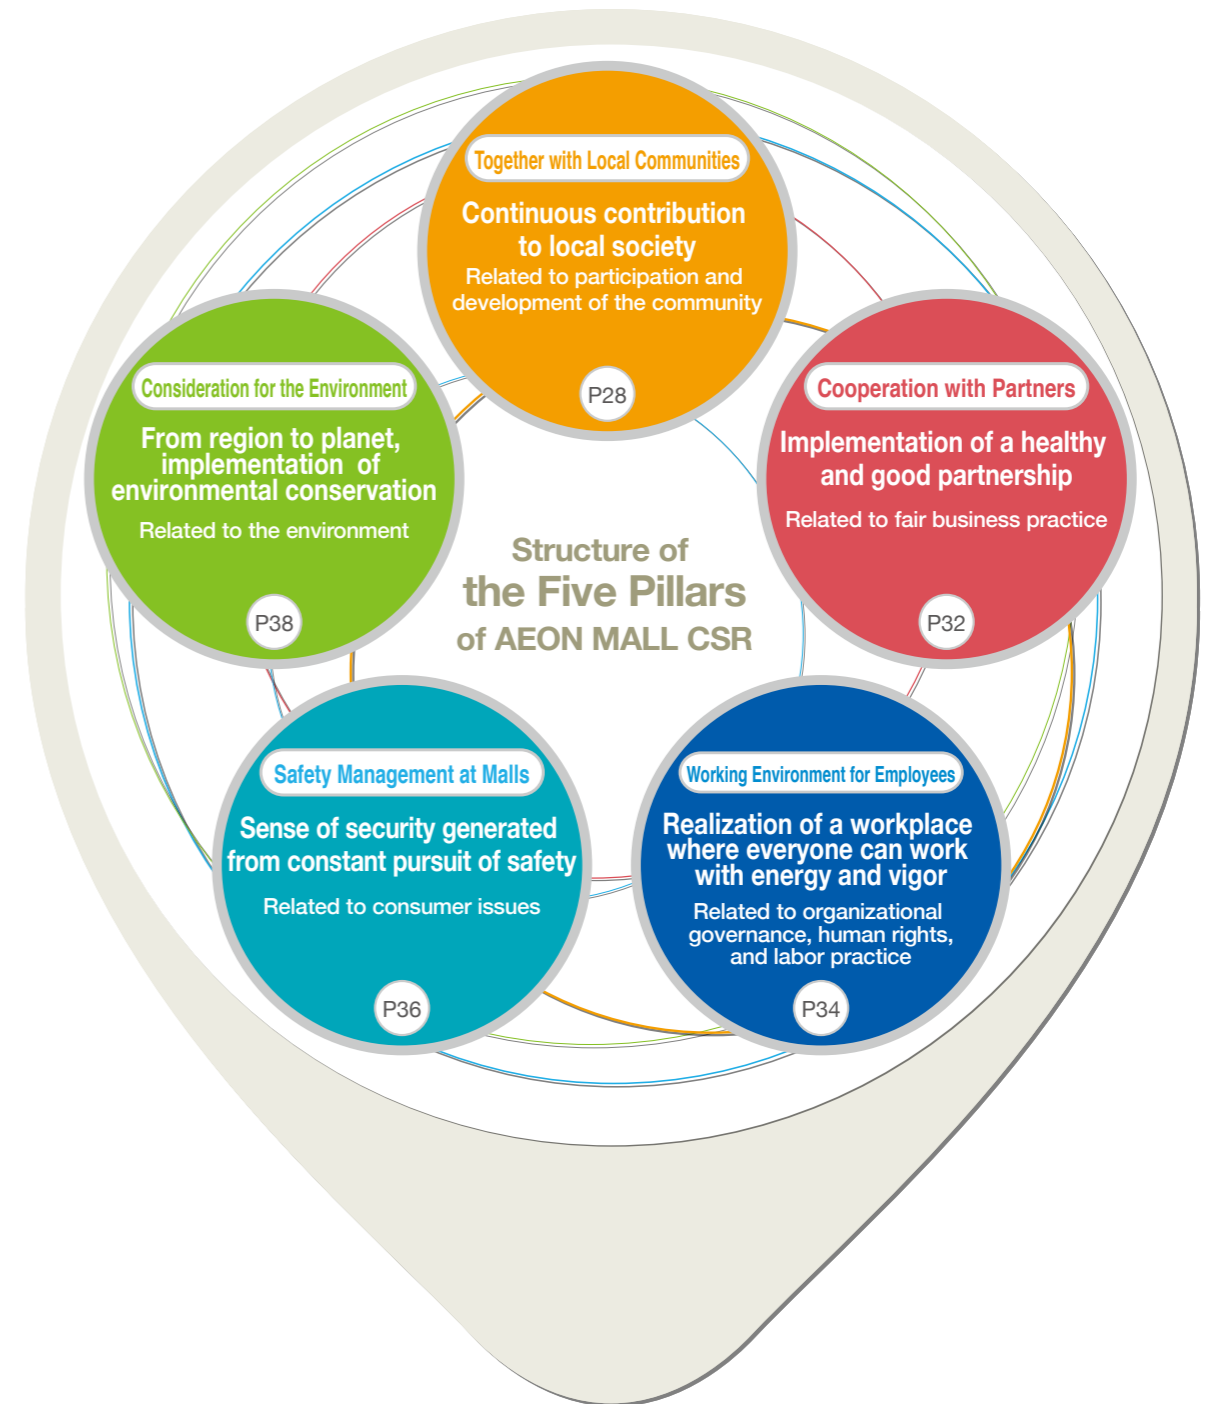 Together with Local Communities
Continuous contribution
to local society
Related to participation and
development of the community
P28
Consideration for the Environment
From region to planet,
implementation of
environmental conservation
Related to the environment
P38
Cooperation with Partners
Implementation of a healthy
and good partnership
Related to fair business practice
P32
Structure of
the Five Pillars
of AEON MALL CSR
Safety Management at Malls
Sense of security generated
from constant pursuit of safety
Related to consumer issues
P36
Working Environment for Employees
Realization of a workplace
where everyone can work
with energy and vigor
Related to organizational
governance, human rights,
and labor practice
P34